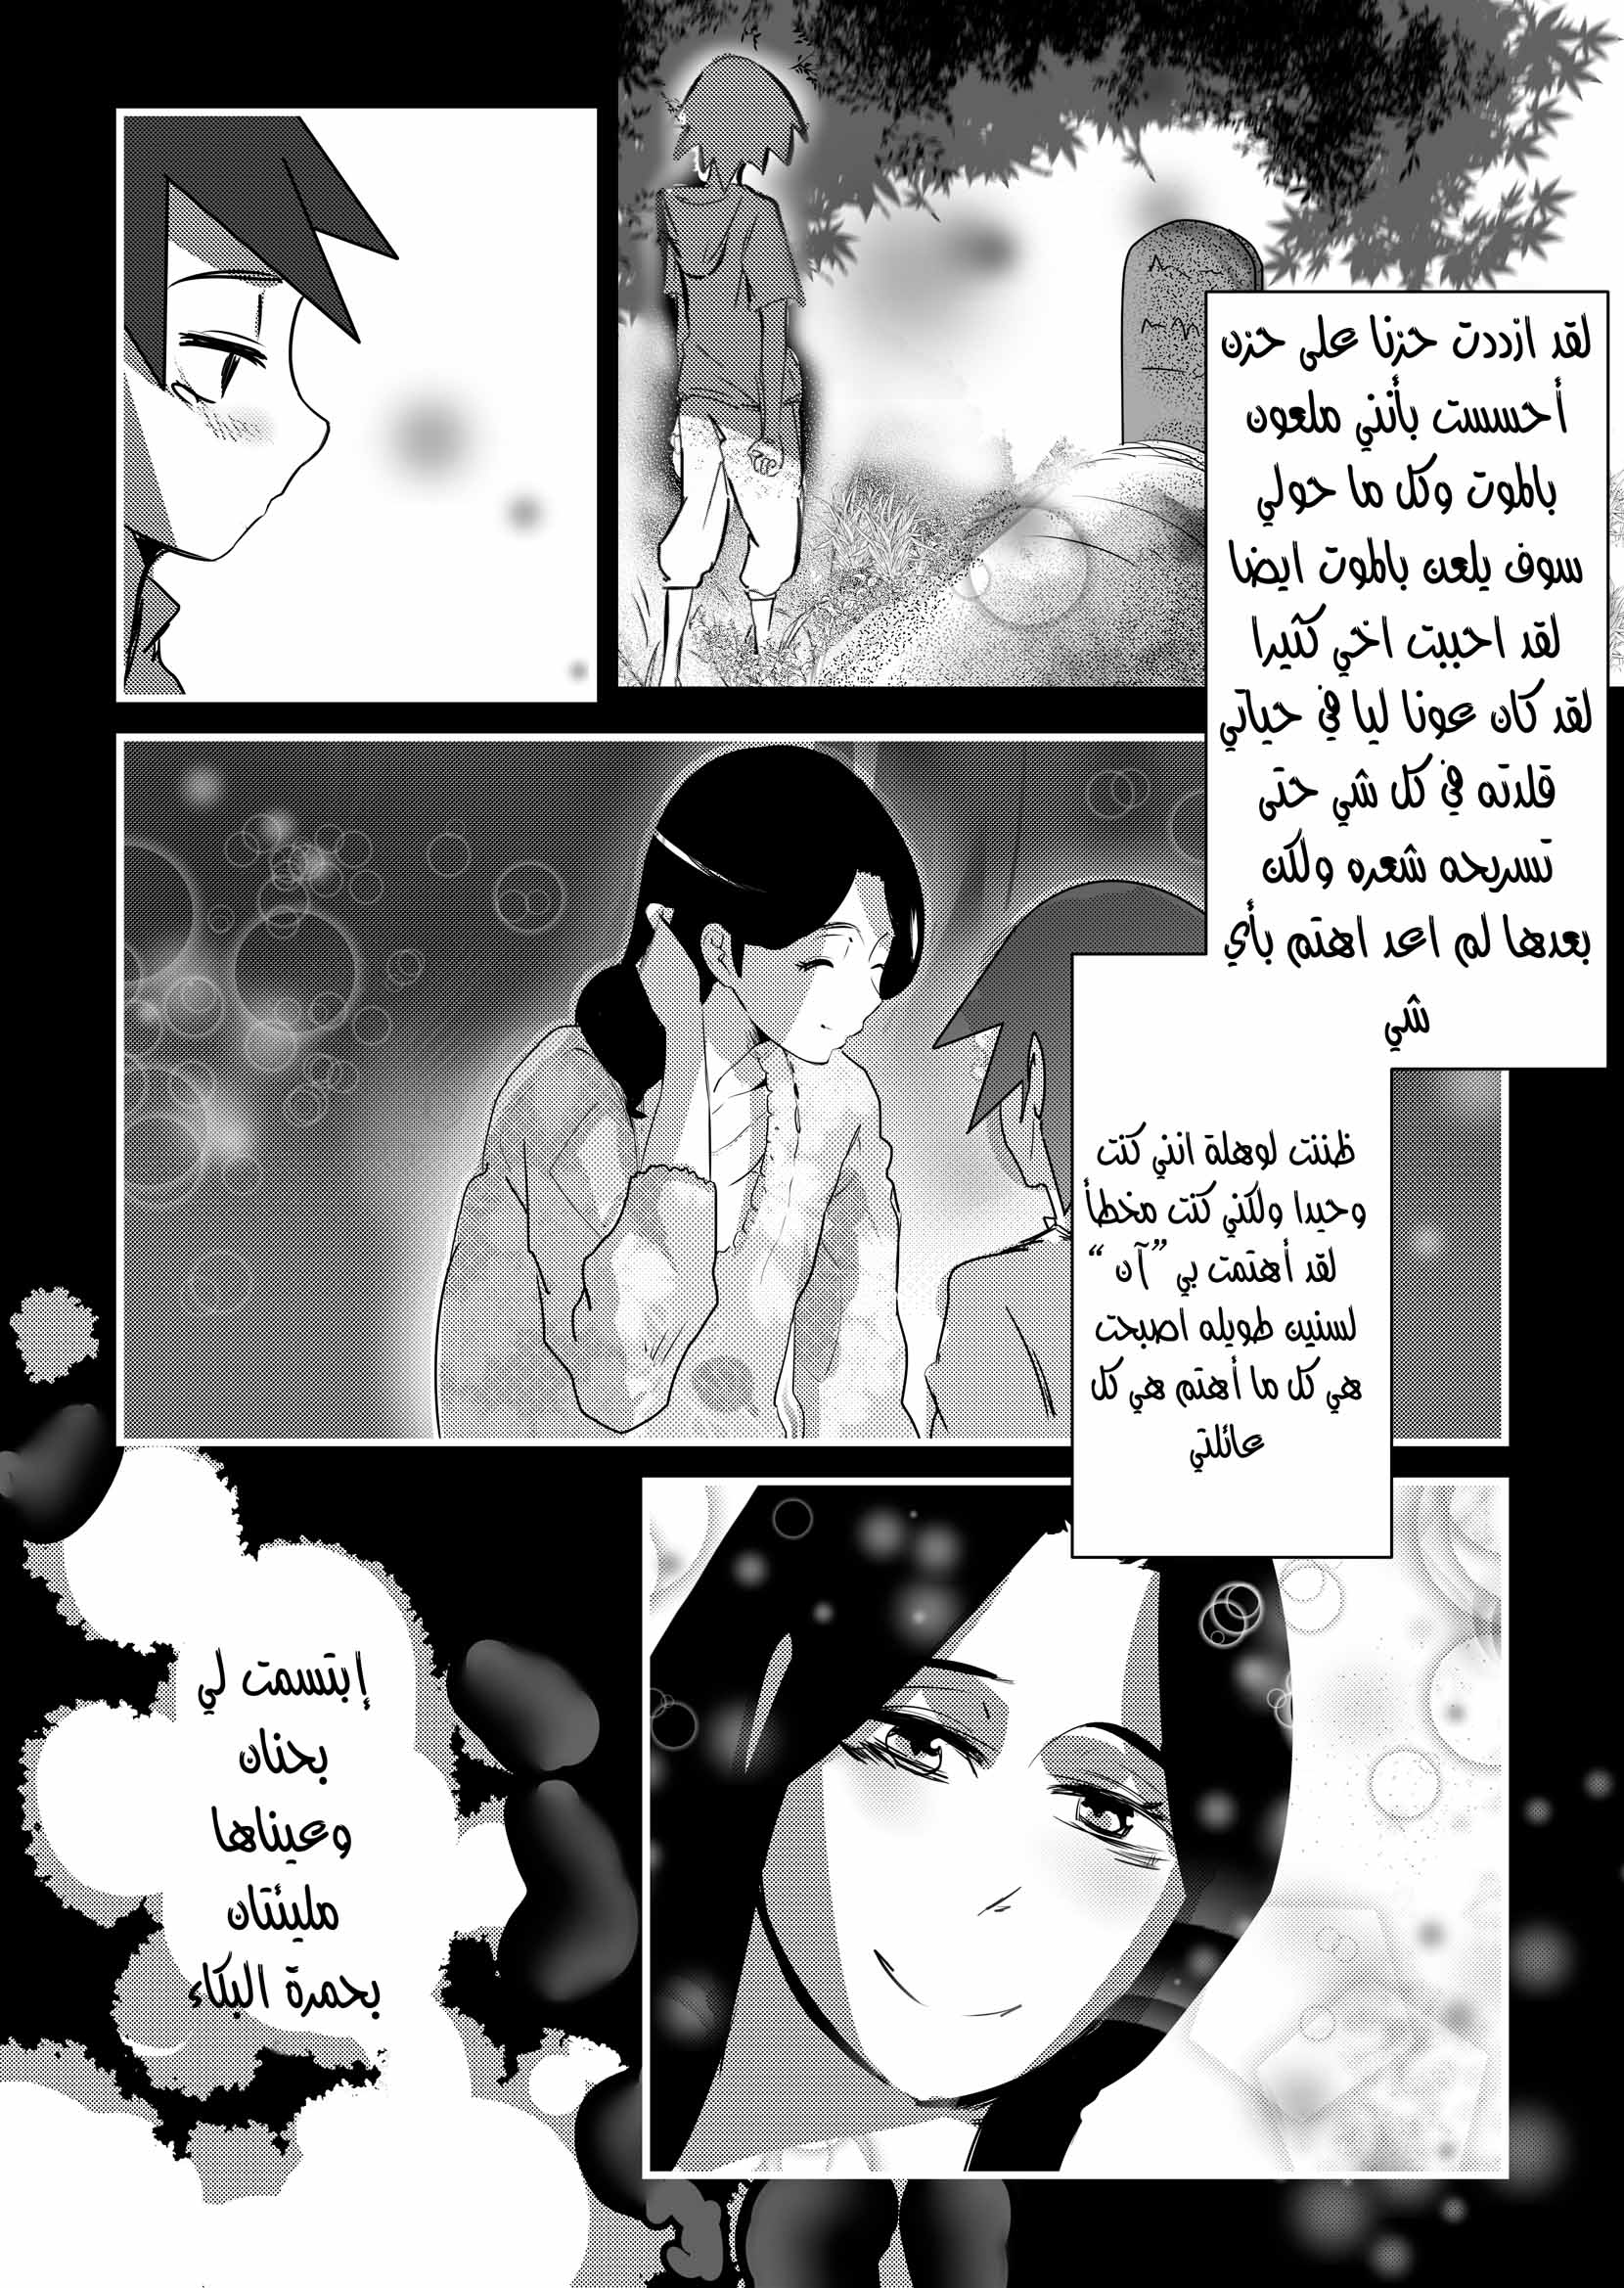 لقد ازددت حزنا على حزن
أحسست بأنني ملعون
بالموت وكل ما حولي
سوف يلعن بالموت ايضا
لقد احببت اخي كثيرا
لقد كان عونا ليا في حياتي
قلدته في كل شي حتى
تسريحه شعره ولكن
بعدها لم اعد اهتم بأي
شي
ظننت لوهلة انني كنت
وحيدا ولكني كنت مخطأ
لقد أهتمت بي ”آن “
لسنين طويله اصبحت
هي كل ما أهتم هي كل
عائلتي
إبتسمت لي
بحنان
وعيناها
مليئتان
بحمرة البكاء